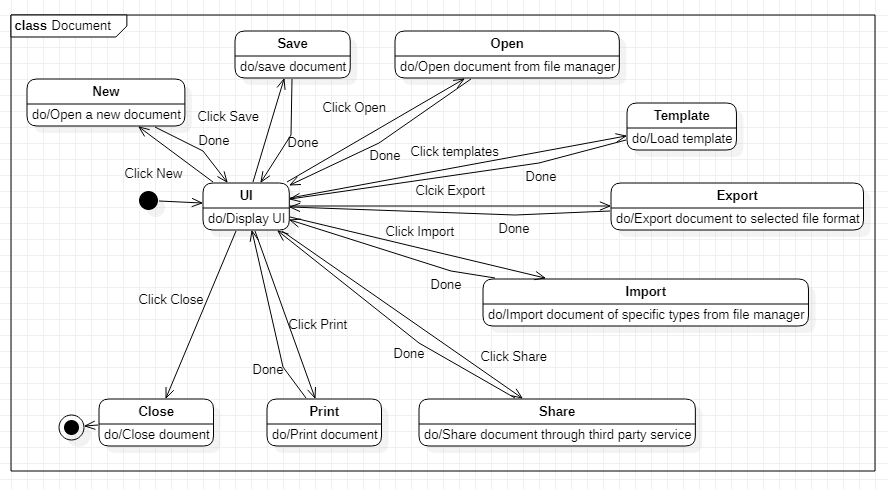 class Document
Save
do/save document
Open
do/Open document from file manager
New
do/Open a new document
Click Save
Done
Done
Click Open
Done
Template
do/Load template
Click templates
Done
Click New
UI
do/Display UI
Clcik Export
Export
do/Export document to selected file format
Done
Click Import
Done
Import
do/Import document of specific types from file manager
Click Close
Click Print
Done
Done
Click Share
Close
do/Close doument
Print
do/Print document
Share
do/Share document through third party service